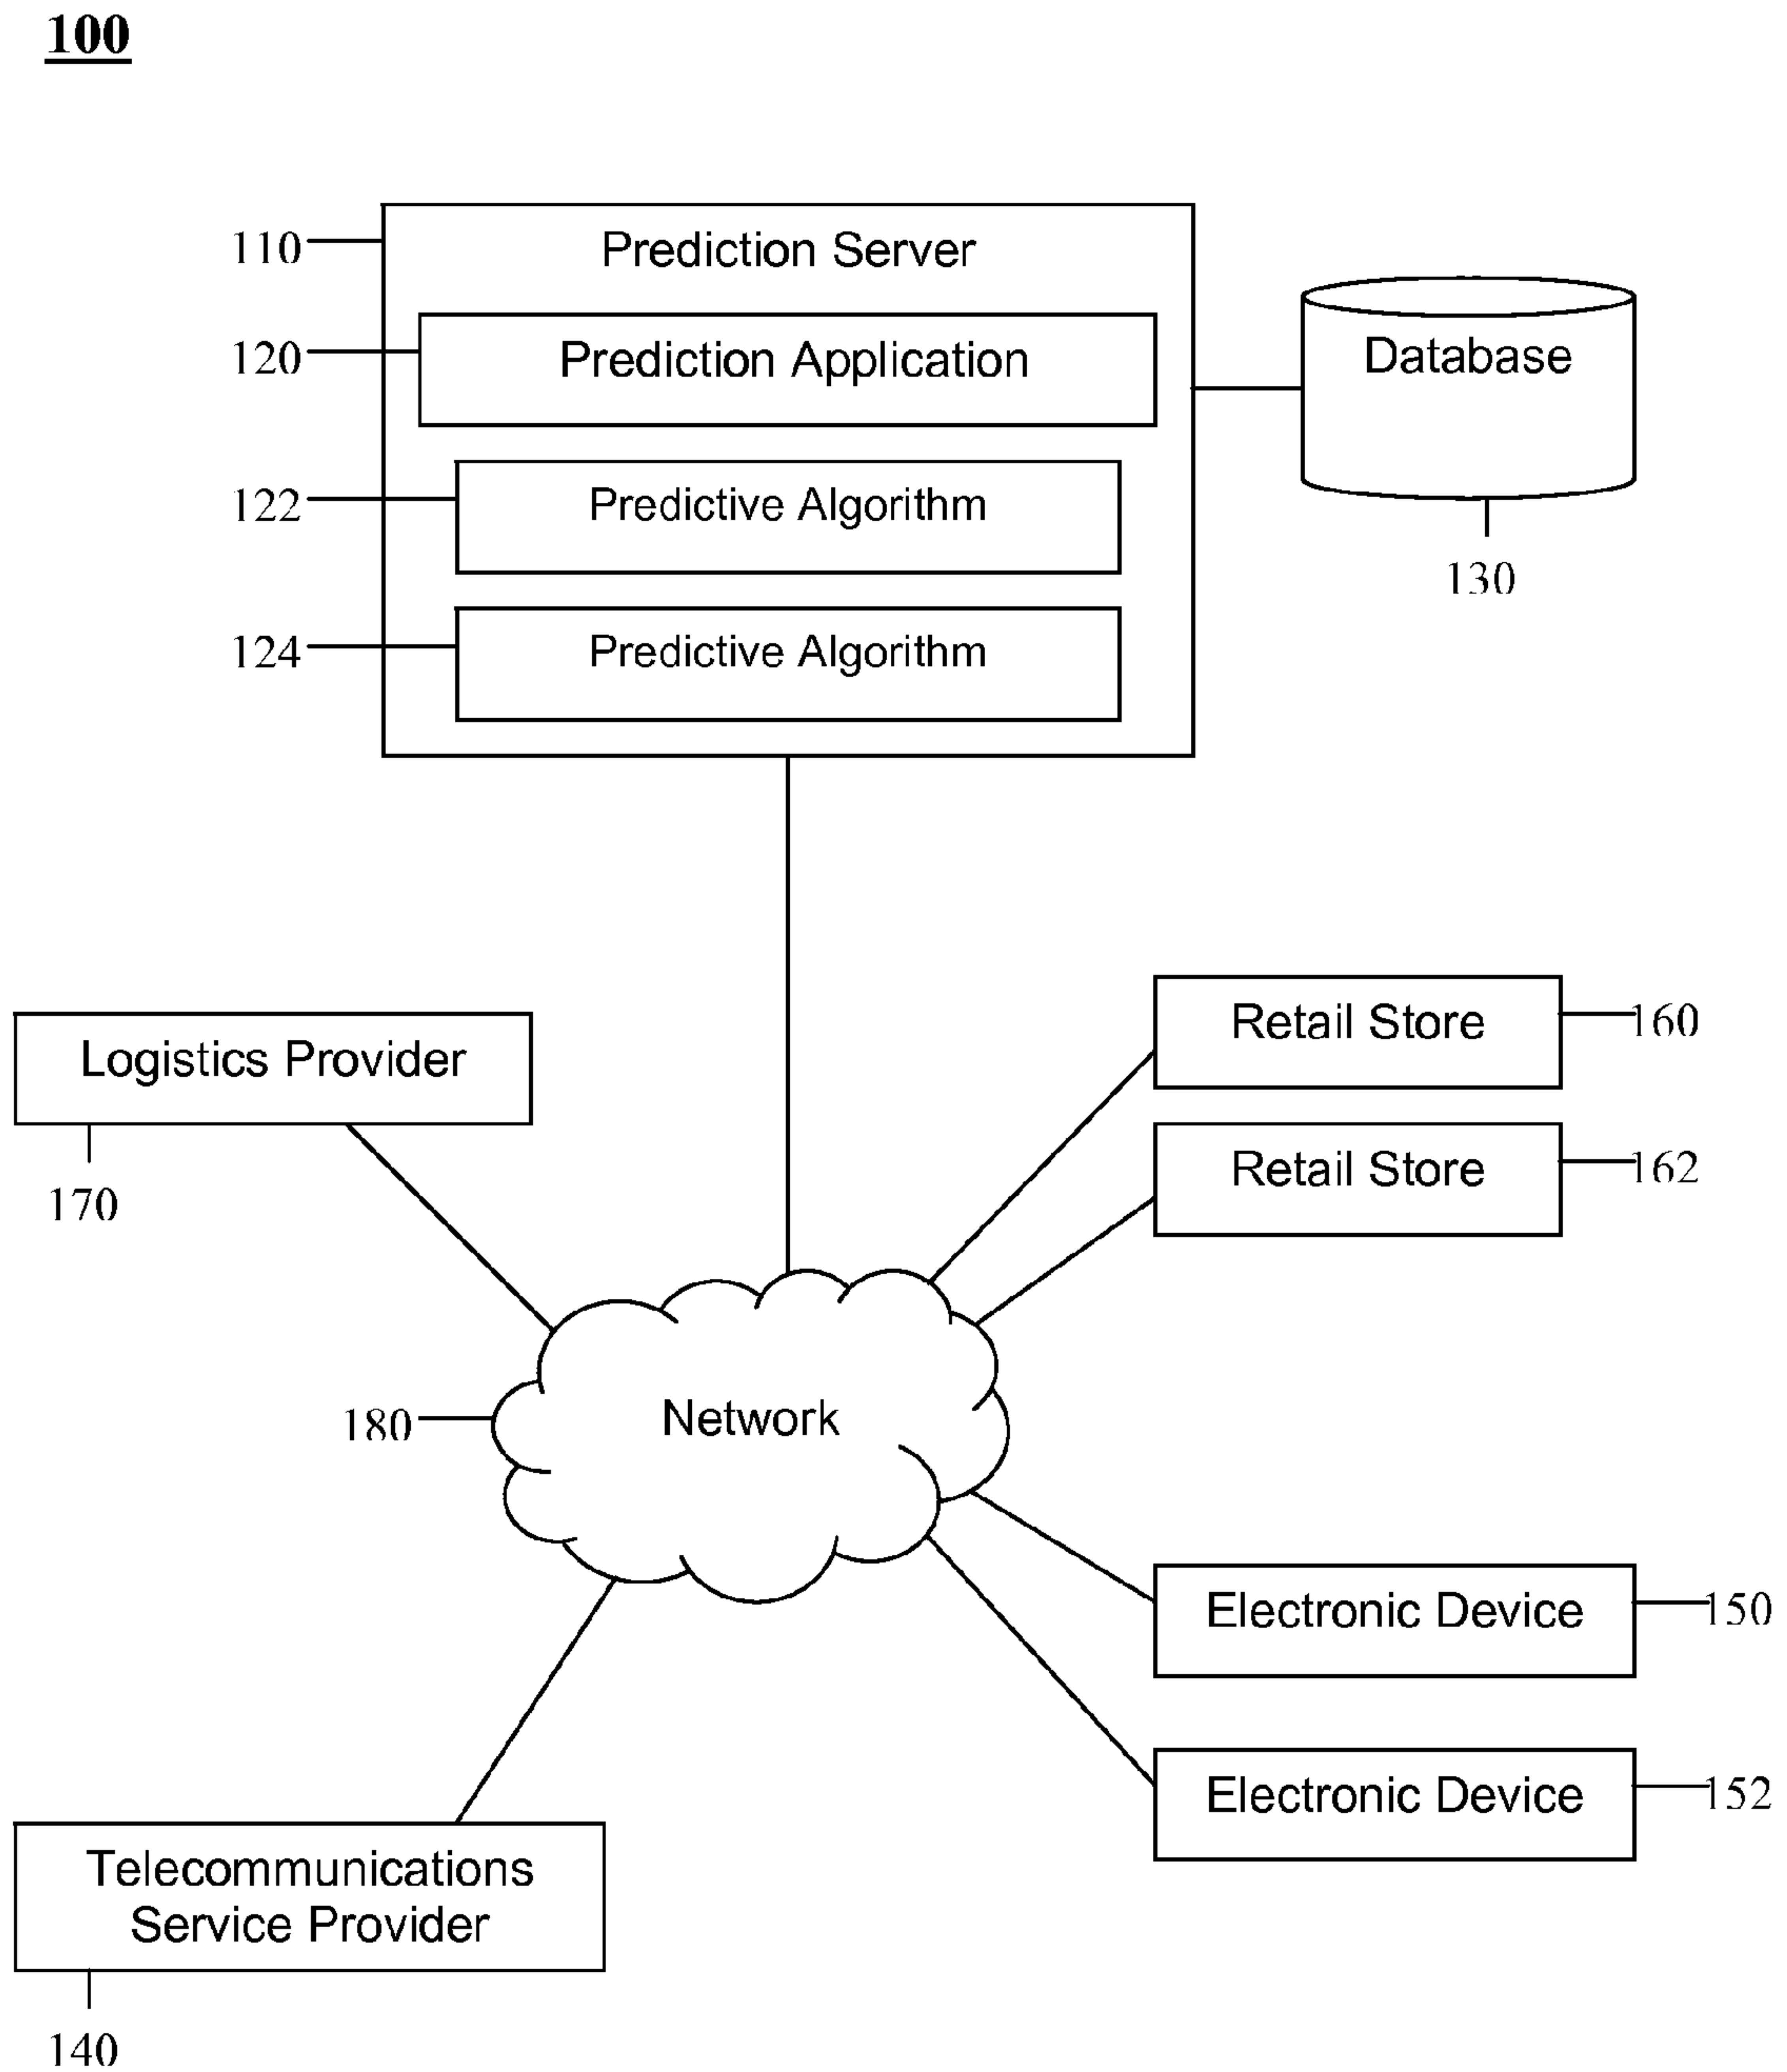 100
110
Prediction Server
120
Prediction Application
Database
122
Predictive Algorithm
130
124
Predictive Algorithm
Retail Store
160
Logistics Provider
Retail Store
162
170
180
Network
Electronic Device
150
Electronic Device
152
Telecommunications
Service Provider
140